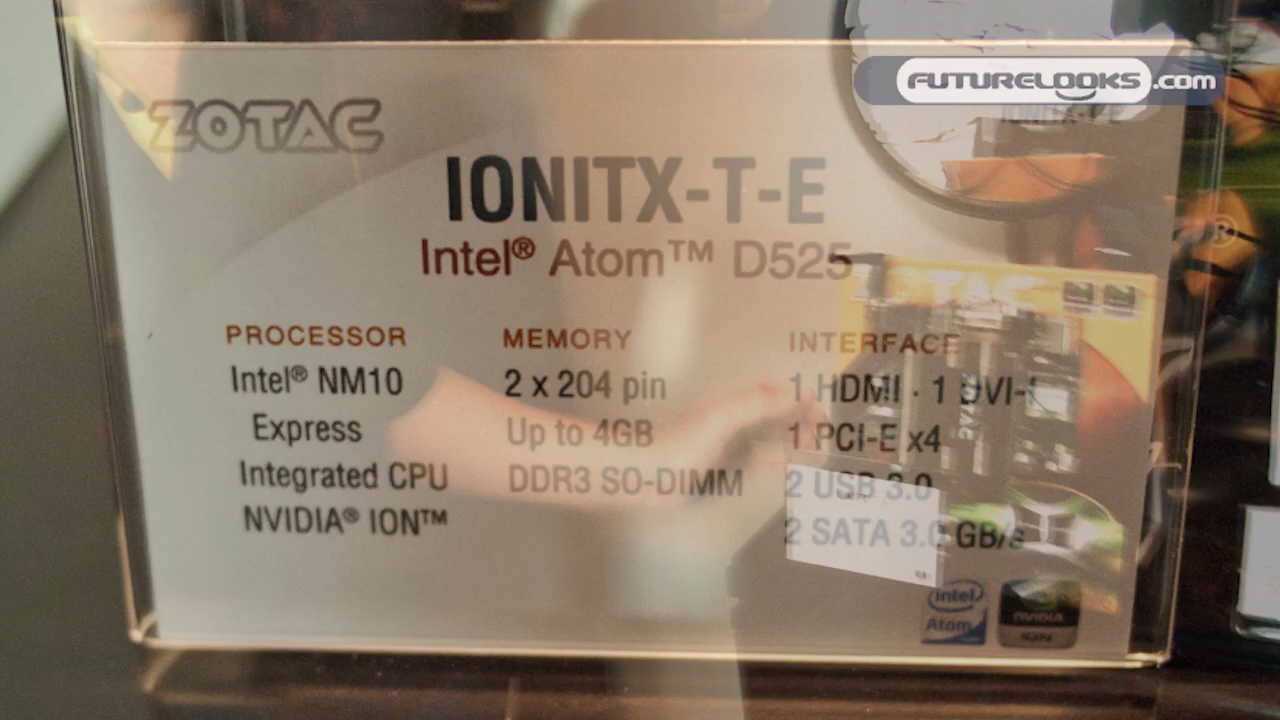 FUTURELOOKS.COM
ZOTAC
IONITX-T-E
Intel® Atom™ D525
PROCESSOR
Intel® NM10
Express
Integrated CPU
NVIDIA® ION™
MEMORY
2 x 204 pin
Up to 4GB
DDR3 SO-DIMM
INTERFACE
1 HDMI · 1 DVI-I
1 PCI-E x4
2 USB 3.0
2 SATA 3.0 GB/s
ZOTAC
intel
Atom
NVIDIA
ION